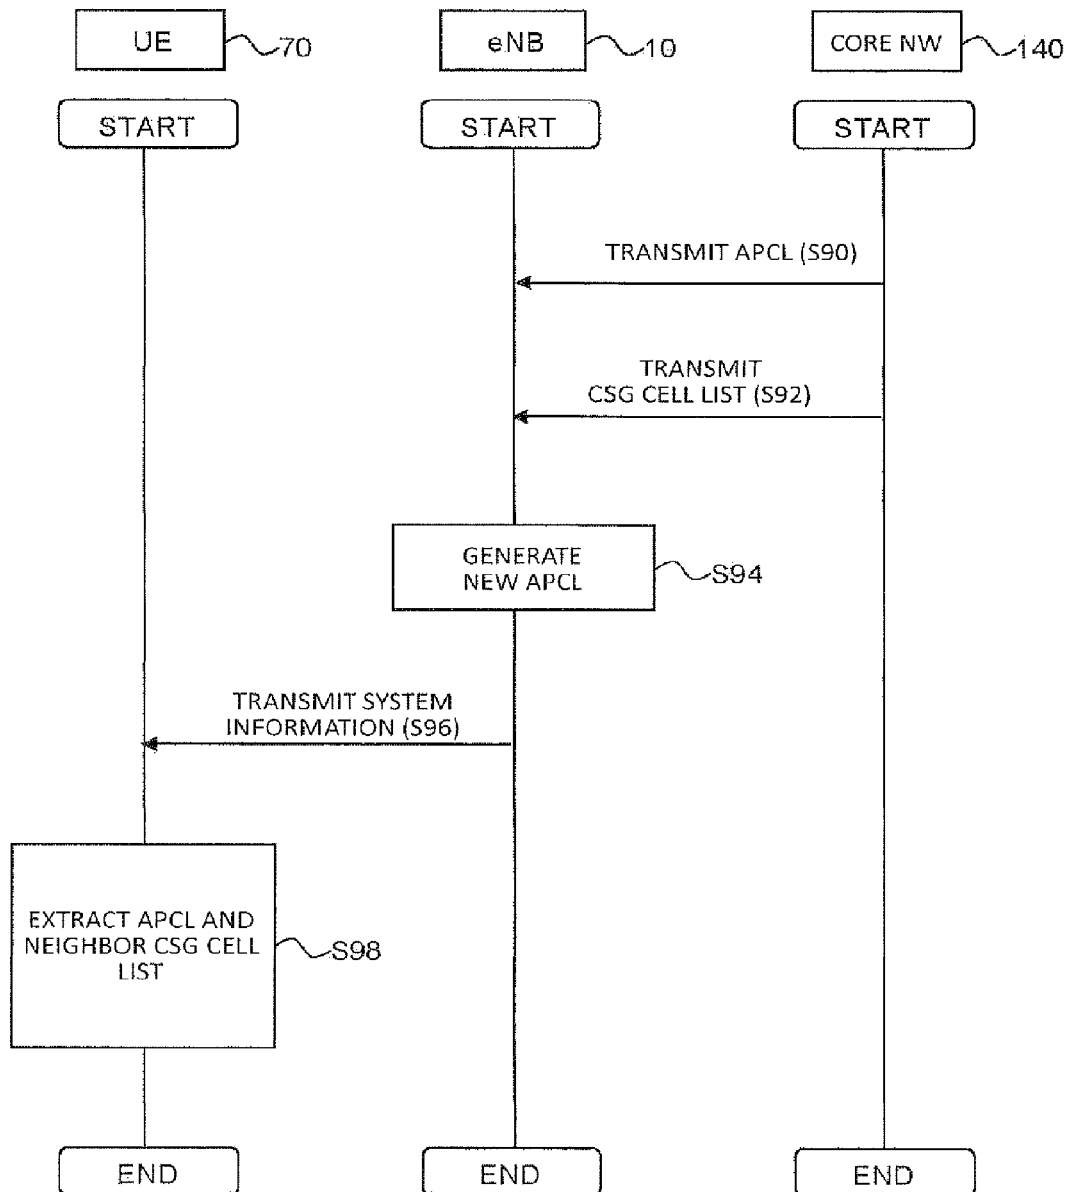 UE
70
eNB
10
CORE NW
140
START
START
START
TRANSMIT APCL (S90)
TRANSMIT
CSG CELL LIST (S92)
GENERATE
NEW APCL
S94
TRANSMIT SYSTEM
INFORMATION (S96)
EXTRACT APCL AND
NEIGHBOR CSG CELL
LIST
S98
END
END
END